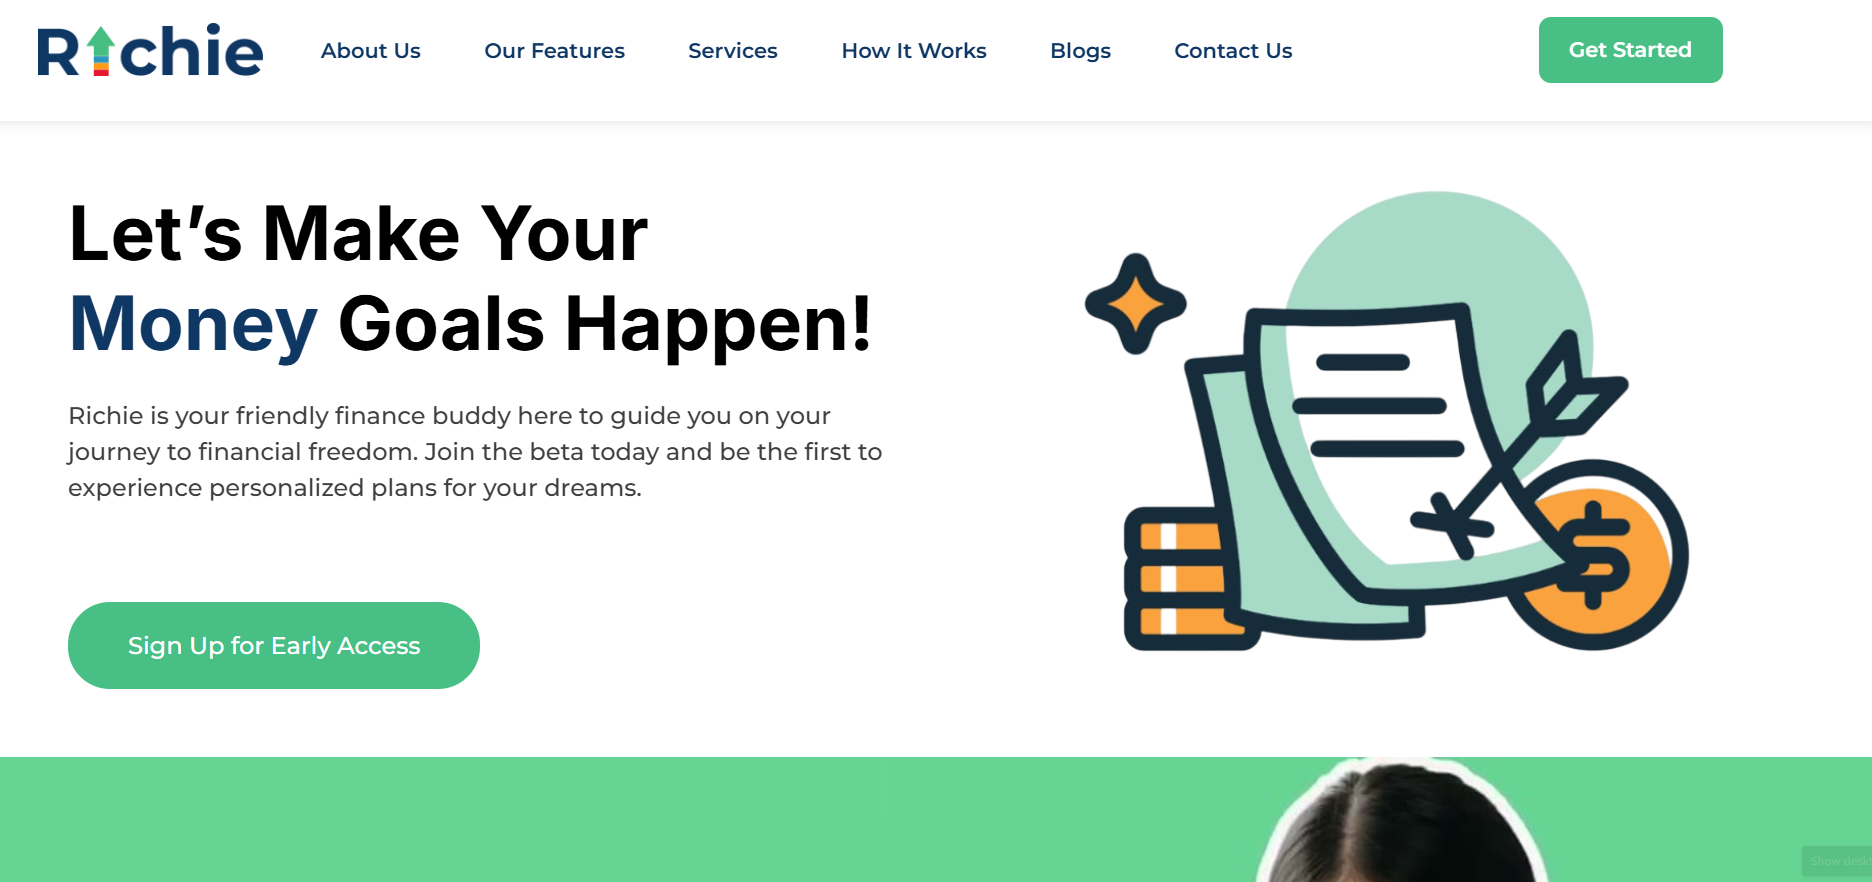 Richie
About Us
Our Features
Services
How It Works
Blogs
Contact Us
Get Started
Let’s Make Your
Money Goals Happen!
Richie is your friendly finance buddy here to guide you on your
journey to financial freedom. Join the beta today and be the first to
experience personalized plans for your dreams.
$
Sign Up for Early Access
Show